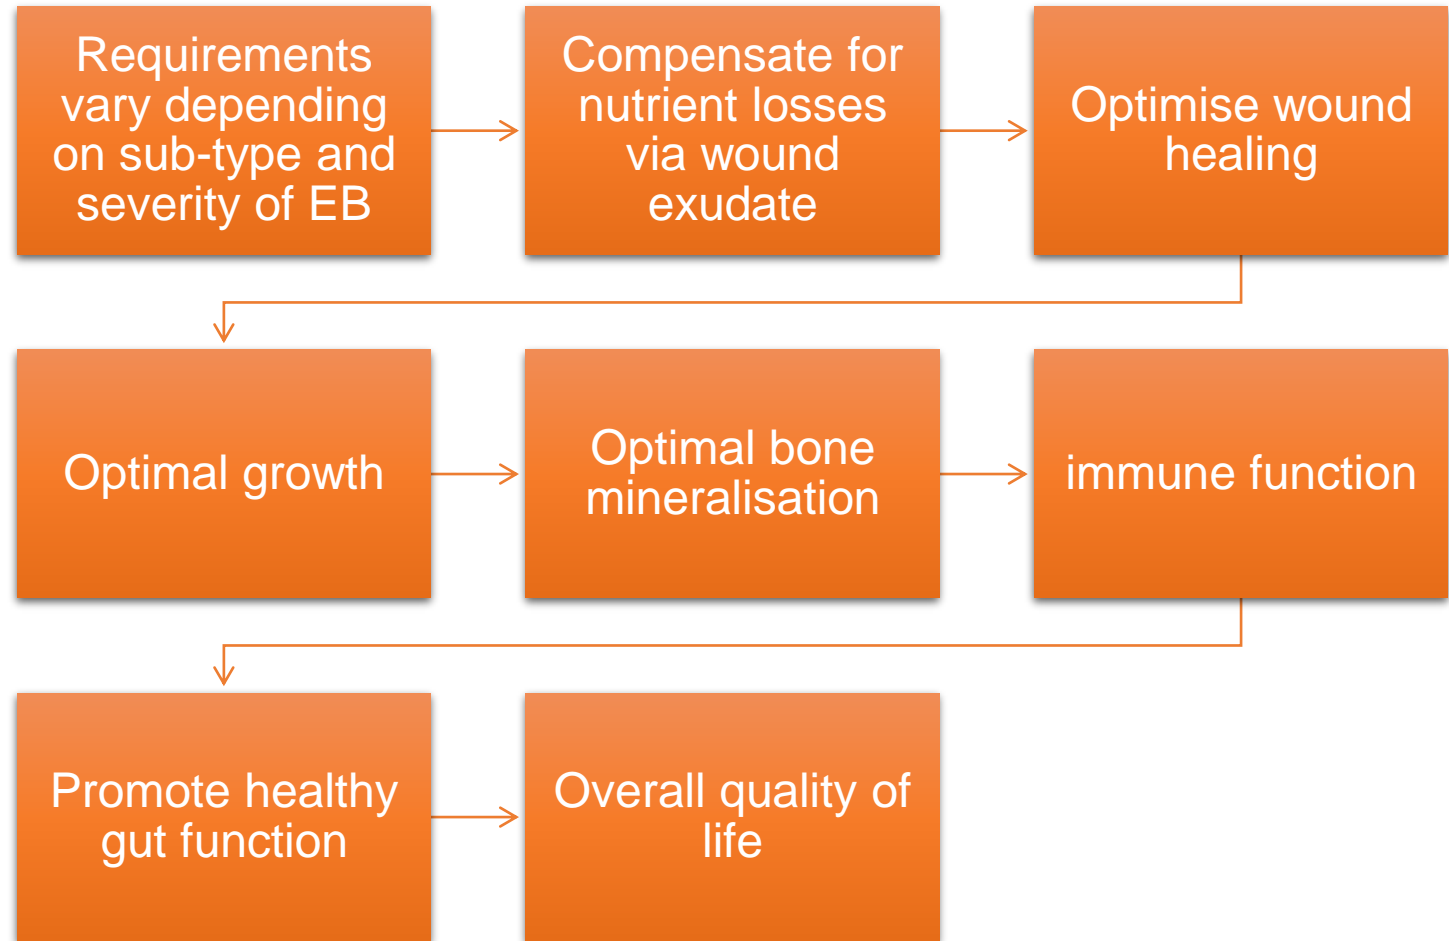 Requirements
vary depending
on sub-type and
severity of EB
Compensate for
nutrient losses
via wound
exudate
Optimise wound
healing
Optimal growth
Optimal bone
mineralisation
immune function
Promote healthy
gut function
Overall quality of
life